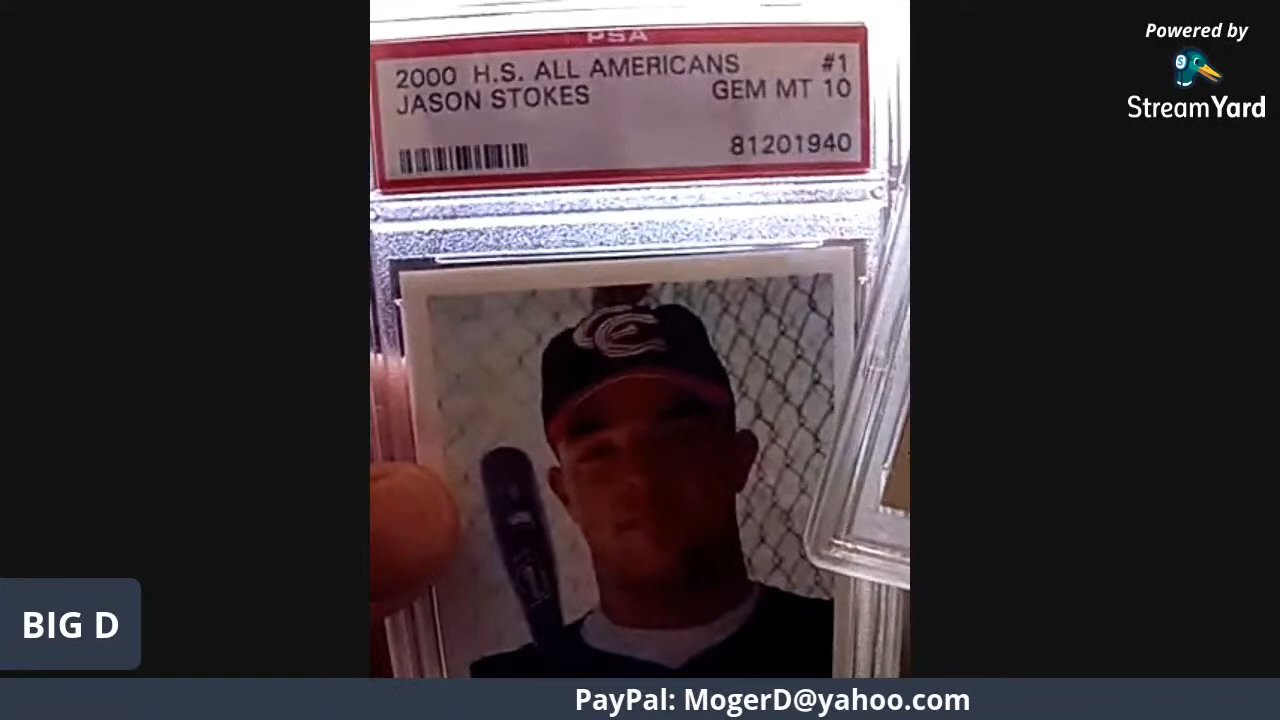 Powered by
StreamYard
PSA
2000 H.S. ALL AMERICANS #1
JASON STOKES GEM MT 10
81201940
CE
BIG D
PayPal: MogerD@yahoo.com